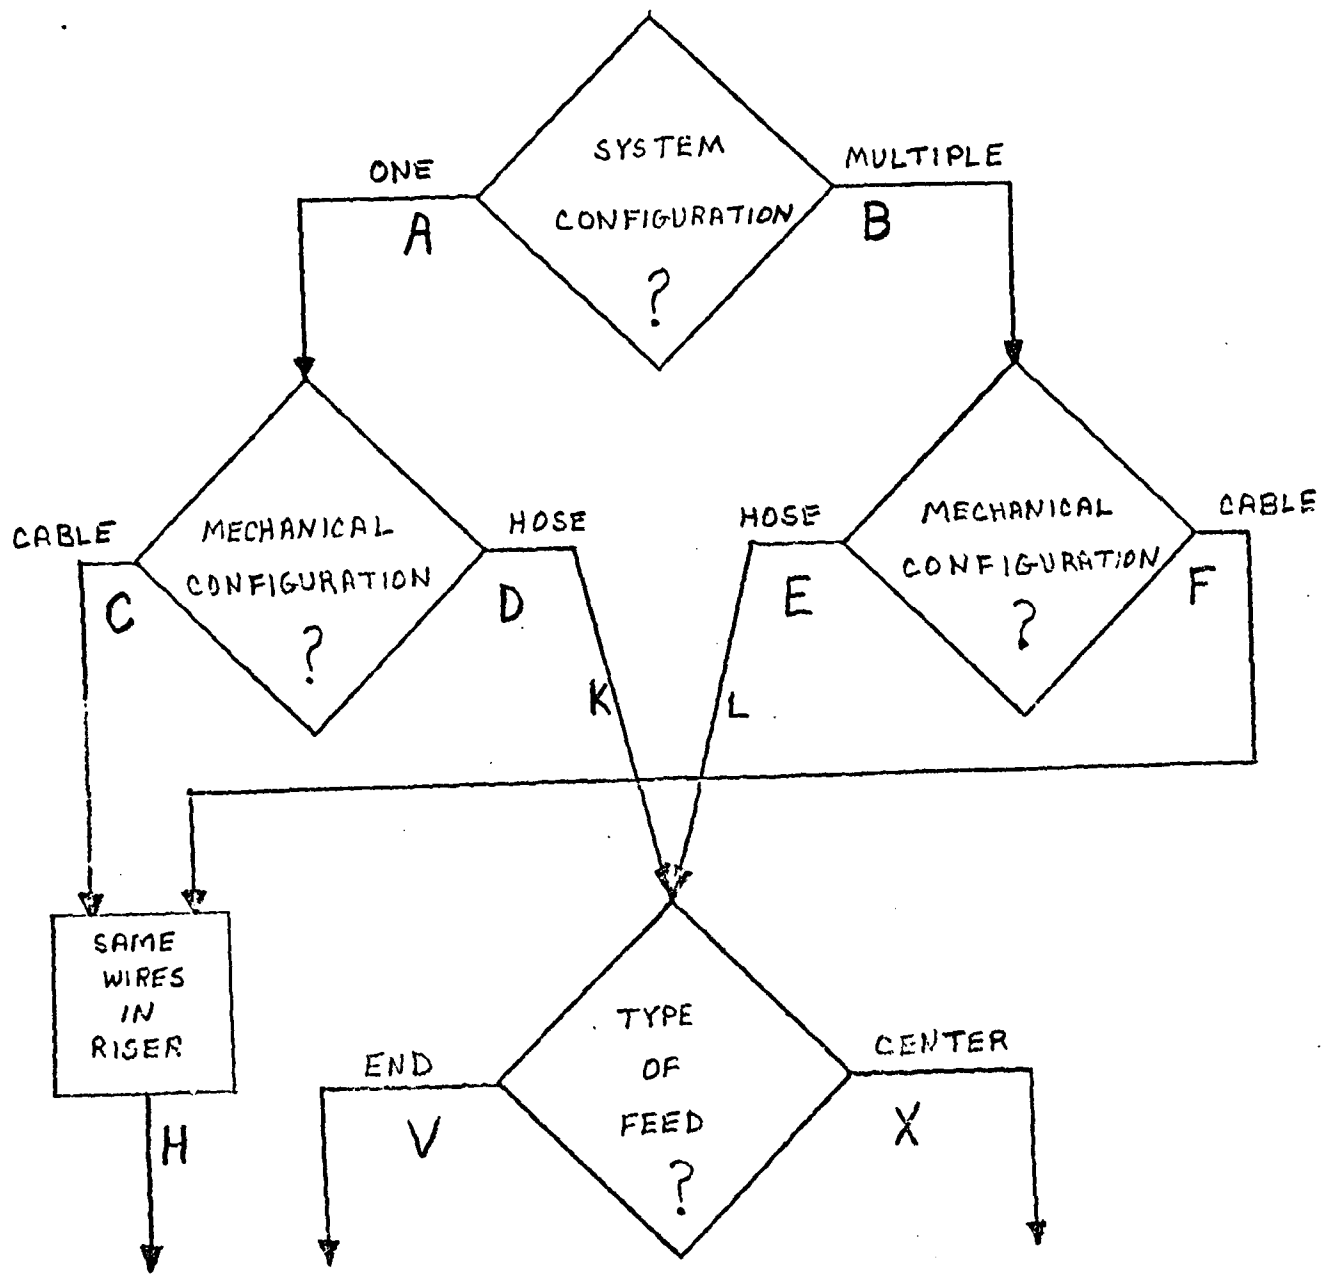 SYSTEM
CONFIGURATION
?
ONE
A
MULTIPLE
B
CABLE
C
MECHANICAL
CONFIGURATION
?
HOSE
D
HOSE
E
MECHANICAL
CONFIGURATION
?
CABLE
F
K
L
SAME
WIRES
IN
RISER
H
TYPE
OF
FEED
?
END
V
CENTER
X